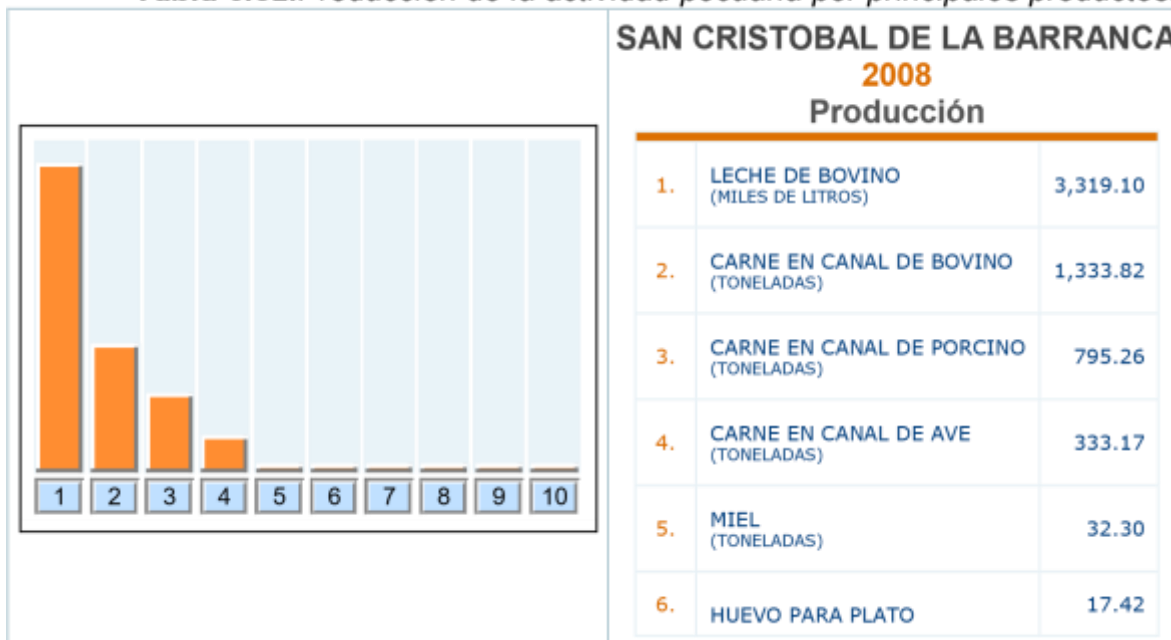 SAN CRISTOBAL DE LA BARRANCA
2008
Producción
1 2 3 4 5 6 7 8 9 10
1. LECHE DE BOVINO 3,319.10
(MILES DE LITROS)
2. CARNE EN CANAL DE BOVINO 1,333.82
(TONELADAS)
3. CARNE EN CANAL DE PORCINO 795.26
(TONELADAS)
4. CARNE EN CANAL DE AVE 333.17
(TONELADAS)
5. MIEL 32.30
(TONELADAS)
6. HUEVO PARA PLATO 17.42